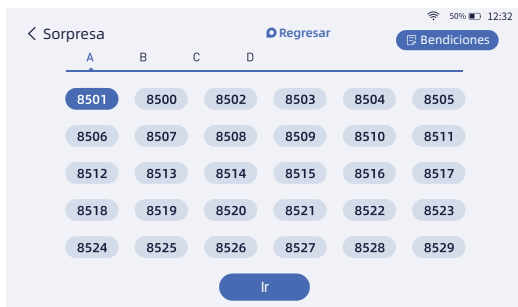 50% 12:32
Sorpresa Regresar Bendiciones
A B C D
8501 8500 8502 8503 8504 8505
8506 8507 8508 8509 8510 8511
8512 8513 8514 8515 8516 8517
8518 8519 8520 8521 8522 8523
8524 8525 8526 8527 8528 8529
Ir